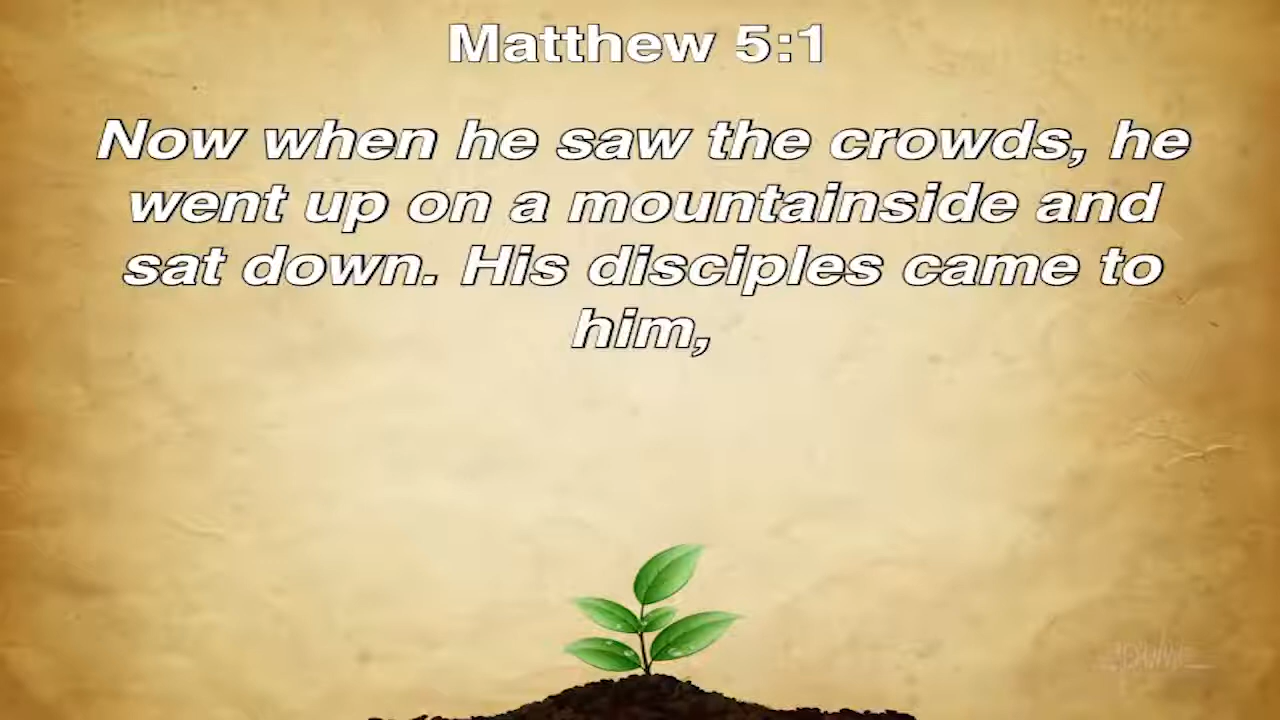 Matthew 5:1
Now when he saw the crowds, he
went up on a mountainside and
sat down. His disciples came to
him,